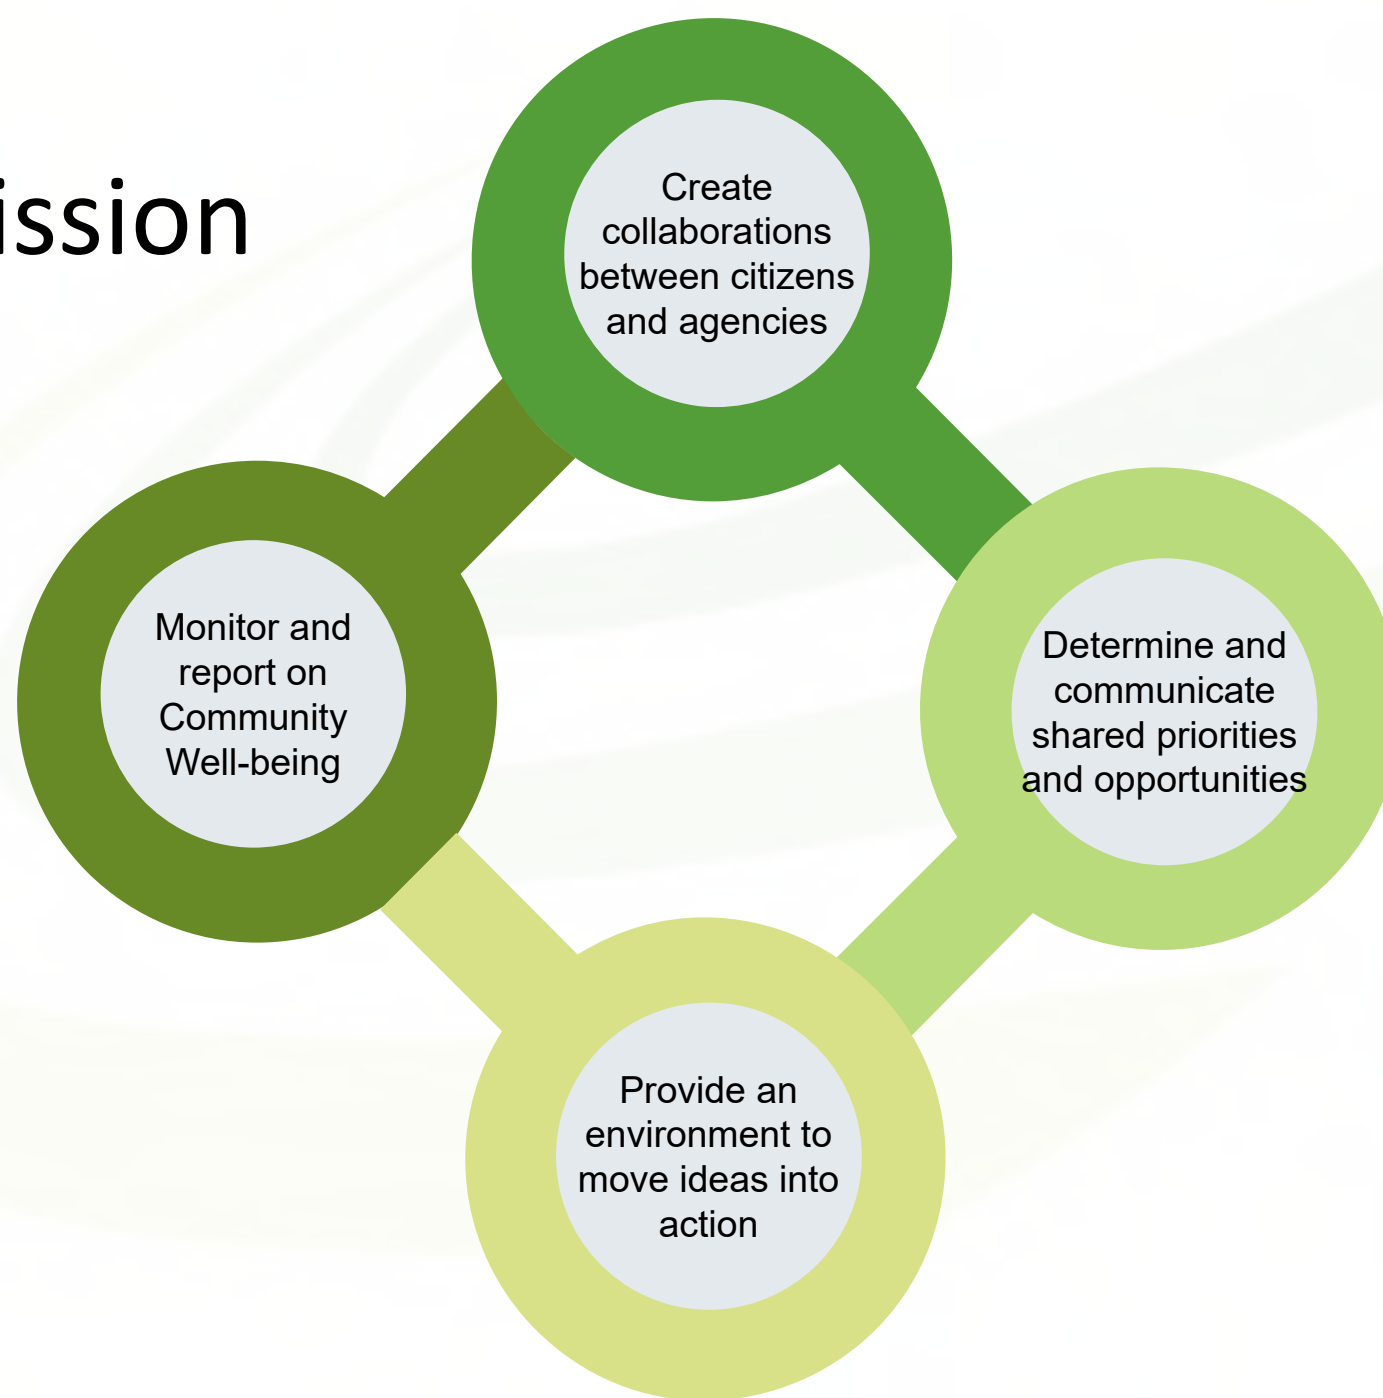 ission
Create
collaborations
between citizens
and agencies
Monitor and
report on
Community
Well-being
Determine and
communicate
shared priorities
and opportunities
Provide an
environment to
move ideas into
action